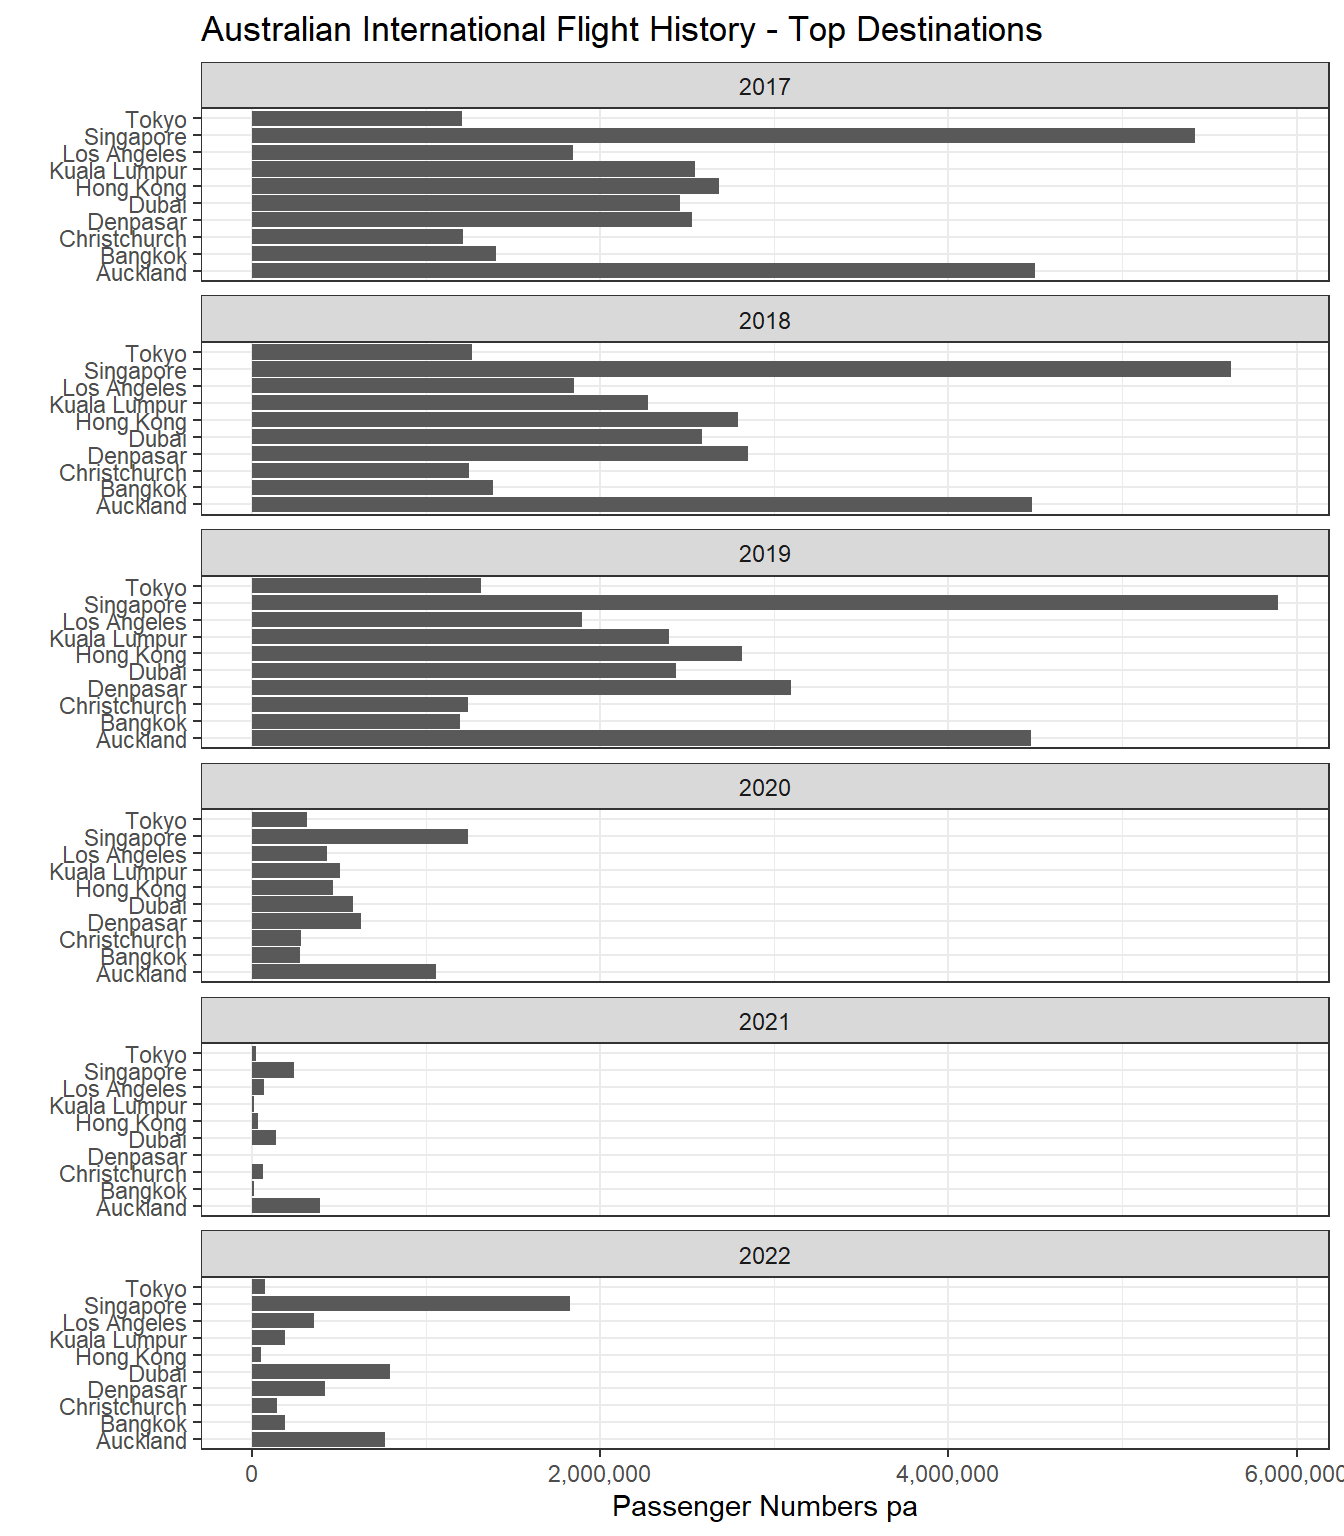 Australian International Flight History - Top Destinations
2017
Tokyo
Singapore
Los Angeles
Kuala Lumpur
Hong Kong
Dubai
Denpasar
Christchurch
Bangkok
Auckland
2018
Tokyo
Singapore
Los Angeles
Kuala Lumpur
Hong Kong
Dubai
Denpasar
Christchurch
Bangkok
Auckland
2019
Tokyo
Singapore
Los Angeles
Kuala Lumpur
Hong Kong
Dubai
Denpasar
Christchurch
Bangkok
Auckland
2020
Tokyo
Singapore
Los Angeles
Kuala Lumpur
Hong Kong
Dubai
Denpasar
Christchurch
Bangkok
Auckland
2021
Tokyo
Singapore
Los Angeles
Kuala Lumpur
Hong Kong
Dubai
Denpasar
Christchurch
Bangkok
Auckland
2022
Tokyo
Singapore
Los Angeles
Kuala Lumpur
Hong Kong
Dubai
Denpasar
Christchurch
Bangkok
Auckland
0 2,000,000 4,000,000 6,000,000
Passenger Numbers pa